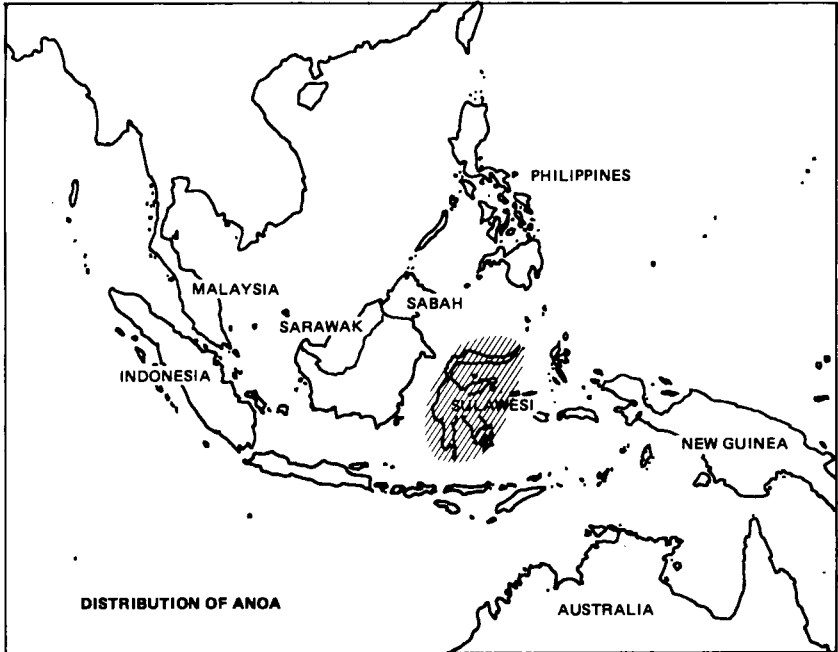 PHILIPPINES
MALAYSIA
SABAH
SARAWAK
INDONESIA
SULAWESI
NEW GUINEA
DISTRIBUTION OF ANOA
AUSTRALIA